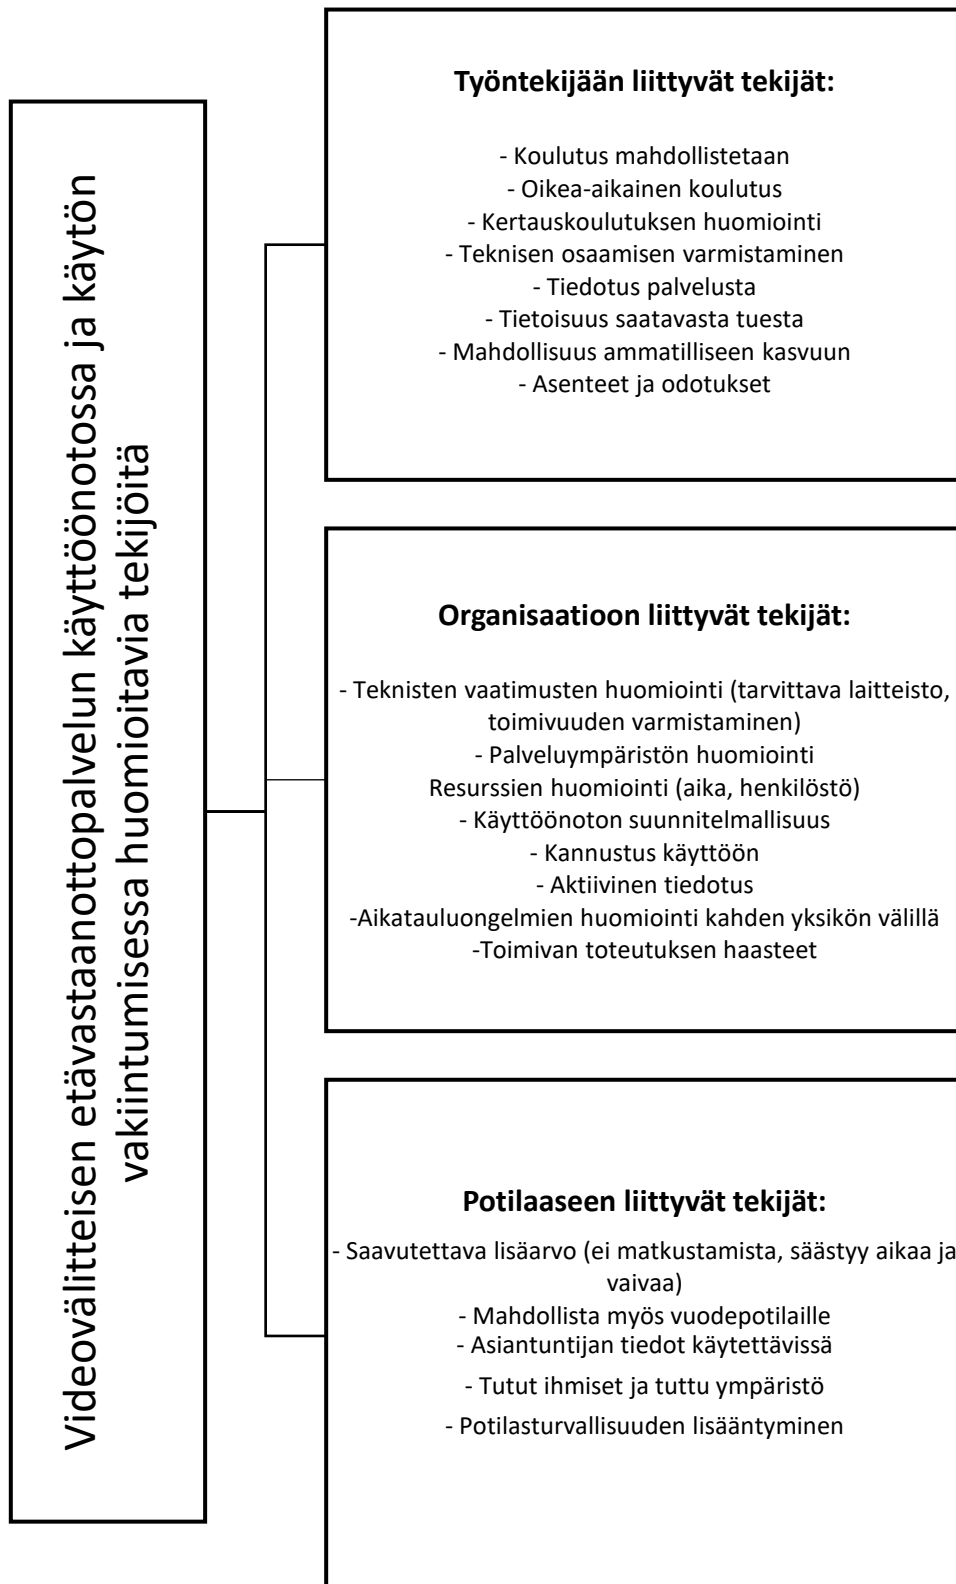 Videovälitteisen etävastaanottopalvelun käyttöönotossa ja käytön
vakiintumisessa huomioitavia tekijöitä
Työntekijään liittyvät tekijät:
- Koulutus mahdollistetaan
- Oikea-aikainen koulutus
- Kertauskoulutuksen huomiointi
- Teknisen osaamisen varmistaminen
- Tiedotus palvelusta
- Tietoisuus saatavasta tuesta
- Mahdollisuus ammatilliseen kasvuun
- Asenteet ja odotukset
Organisaatioon liittyvät tekijät:
- Teknisten vaatimusten huomiointi (tarvittava laitteisto,
toimivuuden varmistaminen)
- Palveluympäristön huomiointi
Resurssien huomiointi (aika, henkilöstö)
- Käyttöönoton suunnitelmallisuus
- Kannustus käyttöön
- Aktiivinen tiedotus
-Aikatauluongelmien huomiointi kahden yksikön välillä
-Toimivan toteutuksen haasteet
Potilaaseen liittyvät tekijät:
- Saavutettava lisäarvo (ei matkustamista, säästyy aikaa ja
vaivaa)
- Mahdollista myös vuodepotilaille
- Asiantuntijan tiedot käytettävissä
- Tutut ihmiset ja tuttu ympäristö
- Potilasturvallisuuden lisääntyminen